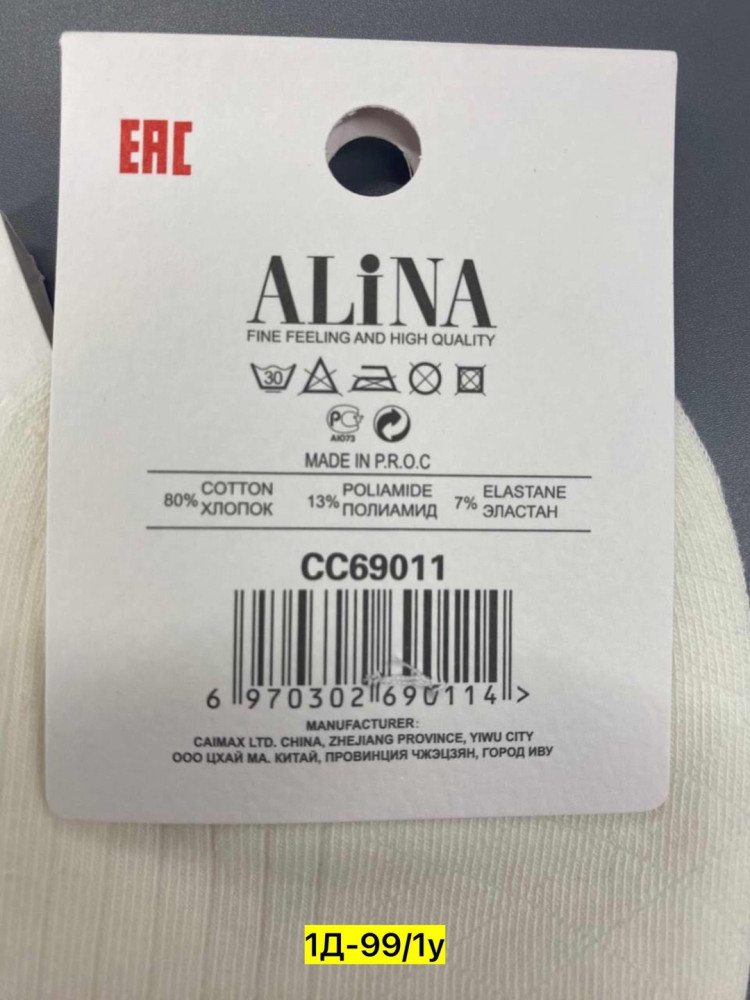 EAC
ALiNA
FINE FEELING AND HIGH QUALITY
30
РСТ
АЮ73
MADE IN P.R.O.C
80% COTTON ХЛОПОК 13% POLIAMIDE ПОЛИАМИД 7% ELASTANE ЭЛАСТАН
CC69011
6 970302 690114 >
MANUFACTURER:
CAIMAX LTD. CHINA, ZHEJIANG PROVINCE, YIWU CITY
ООО ЦХАЙ МА. КИТАЙ, ПРОВИНЦИЯ ЧЖЭЦЗЯН, ГОРОД ИВУ
1Д-99/1у